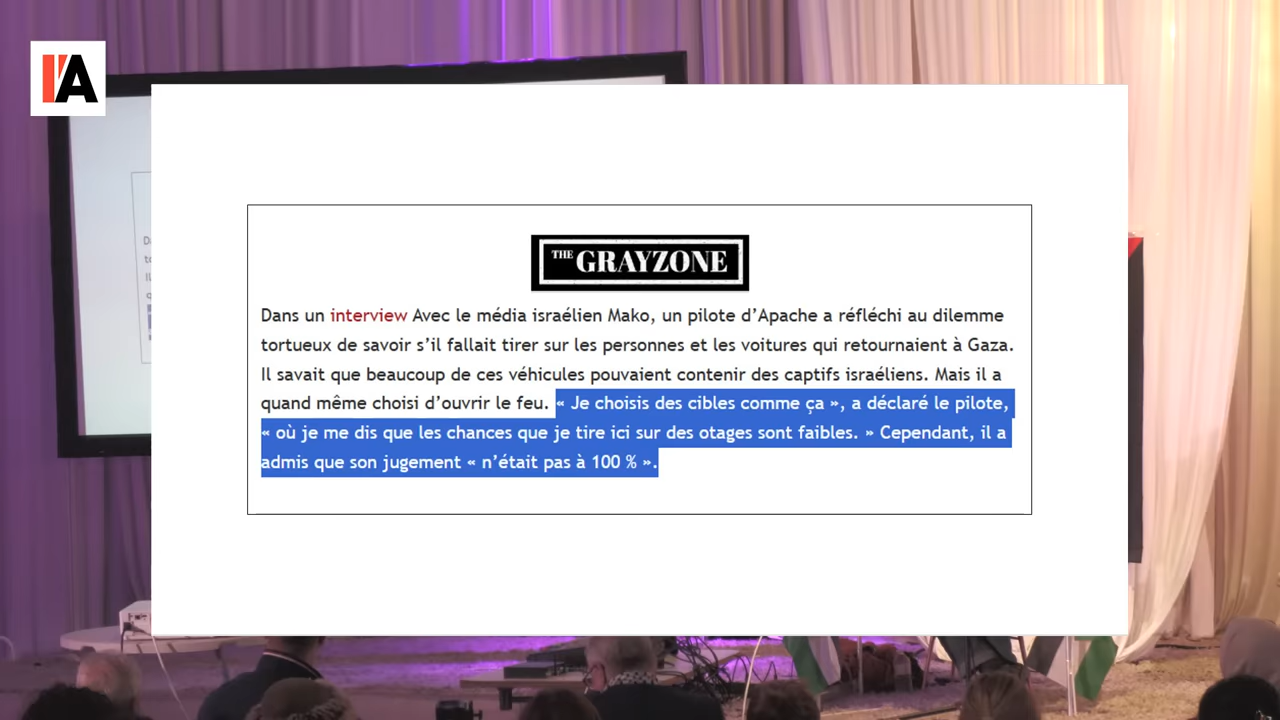 I'A
THE GRAYZONE
Dans un interview Avec le média israélien Mako, un pilote d’Apache a réfléchi au dilemme
tortueux de savoir s’il fallait tirer sur les personnes et les voitures qui retournaient à Gaza.
Il savait que beaucoup de ces véhicules pouvaient contenir des captifs israéliens. Mais il a
quand même choisi d’ouvrir le feu. « Je choisis des cibles comme ça », a déclaré le pilote,
« où je me dis que les chances que je tire ici sur des otages sont faibles. » Cependant, il a
admis que son jugement « n’était pas à 100 % ».